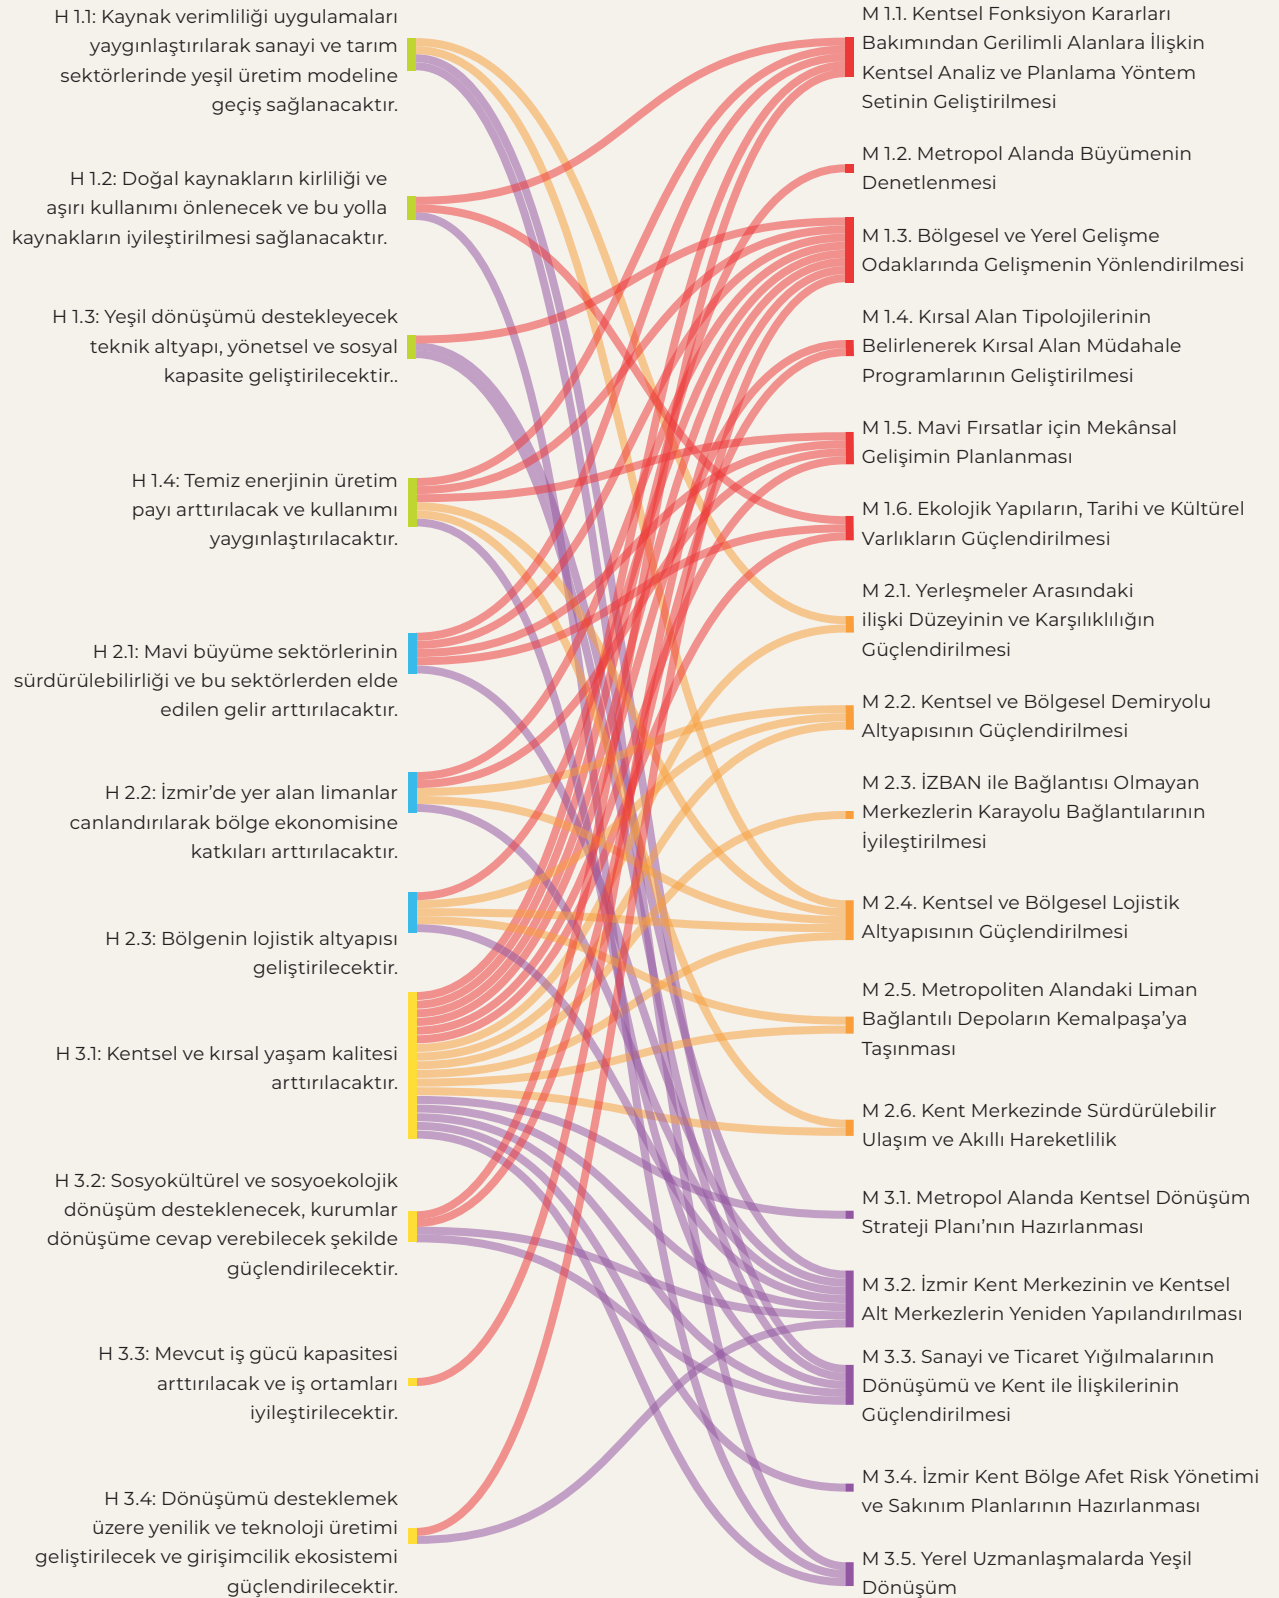 H 1.1: Kaynak verimliliği uygulamaları
yaygınlaştırılarak sanayi ve tarım
sektörlerinde yeşil üretim modeline
geçiş sağlanacaktır.
H 1.2: Doğal kaynakların kirliliği ve
aşırı kullanımı önlenecek ve bu yolla
kaynakların iyileştirilmesi sağlanacaktır.
H 1.3: Yeşil dönüşümü destekleyecek
teknik altyapı, yönetsel ve sosyal
kapasite geliştirilecektir..
H 1.4: Temiz enerjinin üretim
payı arttırılacak ve kullanımı
yaygınlaştırılacaktır.
H 2.1: Mavi büyüme sektörlerinin
sürdürülebilirliği ve bu sektörlerden elde
edilen gelir arttırılacaktır.
H 2.2: İzmir’de yer alan limanlar
canlandırılarak bölge ekonomisine
katkıları arttırılacaktır.
H 2.3: Bölgenin lojistik altyapısı
geliştirilecektir.
H 3.1: Kentsel ve kırsal yaşam kalitesi
arttırılacaktır.
H 3.2: Sosyokültürel ve sosyoekolojik
dönüşüm desteklenecek, kurumlar
dönüşüme cevap verebilecek şekilde
güçlendirilecektir.
H 3.3: Mevcut iş gücü kapasitesi
arttırılacak ve iş ortamları
iyileştirilecektir.
H 3.4: Dönüşümü desteklemek
üzere yenilik ve teknoloji üretimi
geliştirilecek ve girişimcilik ekosistemi
güçlendirilecektir.
M 1.1. Kentsel Fonksiyon Kararları
Bakımından Gerilimli Alanlara İlişkin
Kentsel Analiz ve Planlama Yöntem
Setinin Geliştirilmesi
M 1.2. Metropol Alanda Büyümenin
Denetlenmesi
M 1.3. Bölgesel ve Yerel Gelişme
Odaklarında Gelişmenin Yönlendirilmesi
M 1.4. Kırsal Alan Tipolojilerinin
Belirlenerek Kırsal Alan Müdahale
Programlarının Geliştirilmesi
M 1.5. Mavi Fırsatlar için Mekânsal
Gelişimin Planlanması
M 1.6. Ekolojik Yapıların, Tarihi ve Kültürel
Varlıkların Güçlendirilmesi
M 2.1. Yerleşmeler Arasındaki
ilişki Düzeyinin ve Karşılıklılığın
Güçlendirilmesi
M 2.2. Kentsel ve Bölgesel Demiryolu
Altyapısının Güçlendirilmesi
M 2.3. İZBAN ile Bağlantısı Olmayan
Merkezlerin Karayolu Bağlantılarının
İyileştirilmesi
M 2.4. Kentsel ve Bölgesel Lojistik
Altyapısının Güçlendirilmesi
M 2.5. Metropoliten Alandaki Liman
Bağlantılı Depoların Kemalpaşa’ya
Taşınması
M 2.6. Kent Merkezinde Sürdürülebilir
Ulaşım ve Akıllı Hareketlilik
M 3.1. Metropol Alanda Kentsel Dönüşüm
Strateji Planı’nın Hazırlanması
M 3.2. İzmir Kent Merkezinin ve Kentsel
Alt Merkezlerin Yeniden Yapılandırılması
M 3.3. Sanayi ve Ticaret Yığılmalarının
Dönüşümü ve Kent ile İlişkilerinin
Güçlendirilmesi
M 3.4. İzmir Kent Bölge Afet Risk Yönetimi
ve Sakınım Planlarının Hazırlanması
M 3.5. Yerel Uzmanlaşmalarda Yeşil
Dönüşüm